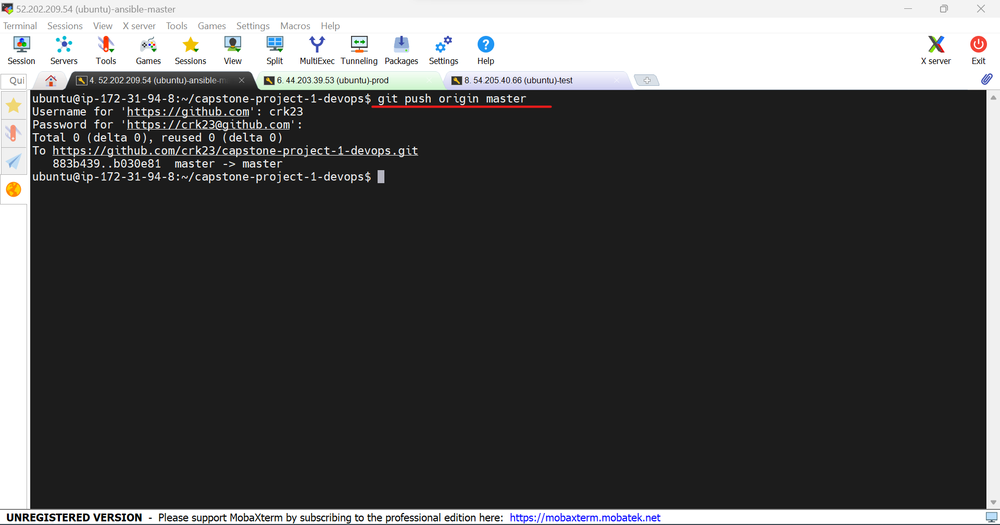 52.202.209.54 (ubuntu)-ansible-master
Terminal Sessions View X server Tools Games Settings Macros Help
Session Servers Tools Games Sessions View Split MultiExec Tunneling Packages Settings Help X server Exit
Qui 4. 52.202.209.54 (ubuntu)-ansible-m 6. 44.203.39.53 (ubuntu)-prod 8. 54.205.40.66 (ubuntu)-test
ubuntu@ip-172-31-94-8:~/capstone-project-1-devops$ git push origin master
Username for 'https://github.com': crk23
Password for 'https://crk23@github.com':
Total 0 (delta 0), reused 0 (delta 0)
To https://github.com/crk23/capstone-project-1-devops.git
883b439..b030e81 master -> master
ubuntu@ip-172-31-94-8:~/capstone-project-1-devops$
UNREGISTERED VERSION - Please support MobaXterm by subscribing to the professional edition here: https://mobaxterm.mobatek.net